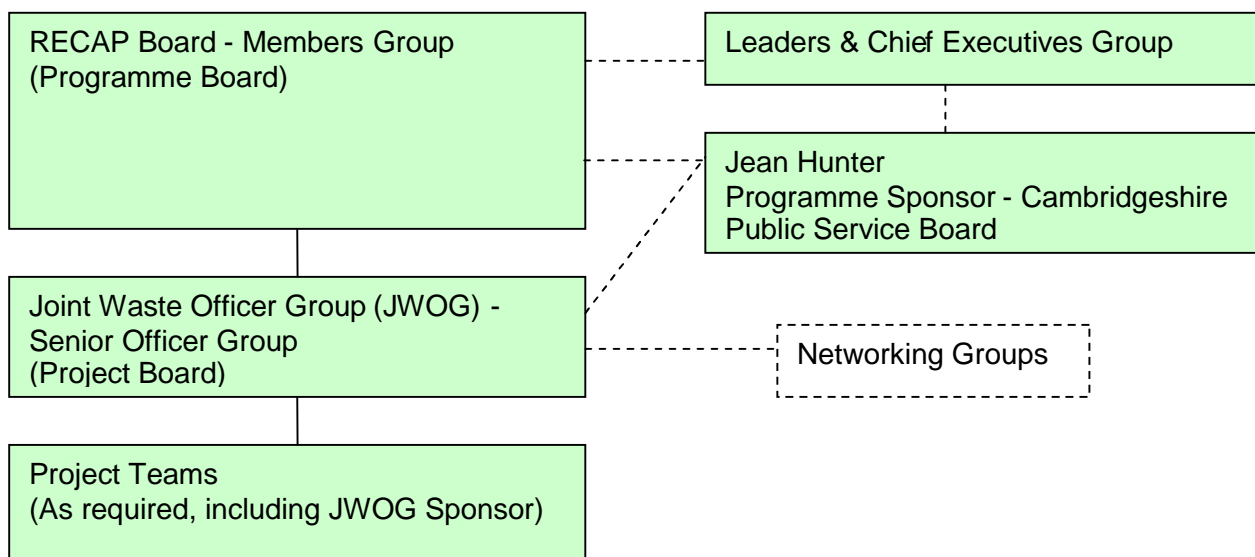 RECAP Board - Members Group
(Programme Board)
Leaders & Chief Executives Group
Jean Hunter
Programme Sponsor - Cambridgeshire
Public Service Board
Joint Waste Officer Group (JWOG) -
Senior Officer Group
(Project Board)
Networking Groups
Project Teams
(As required, including JWOG Sponsor)